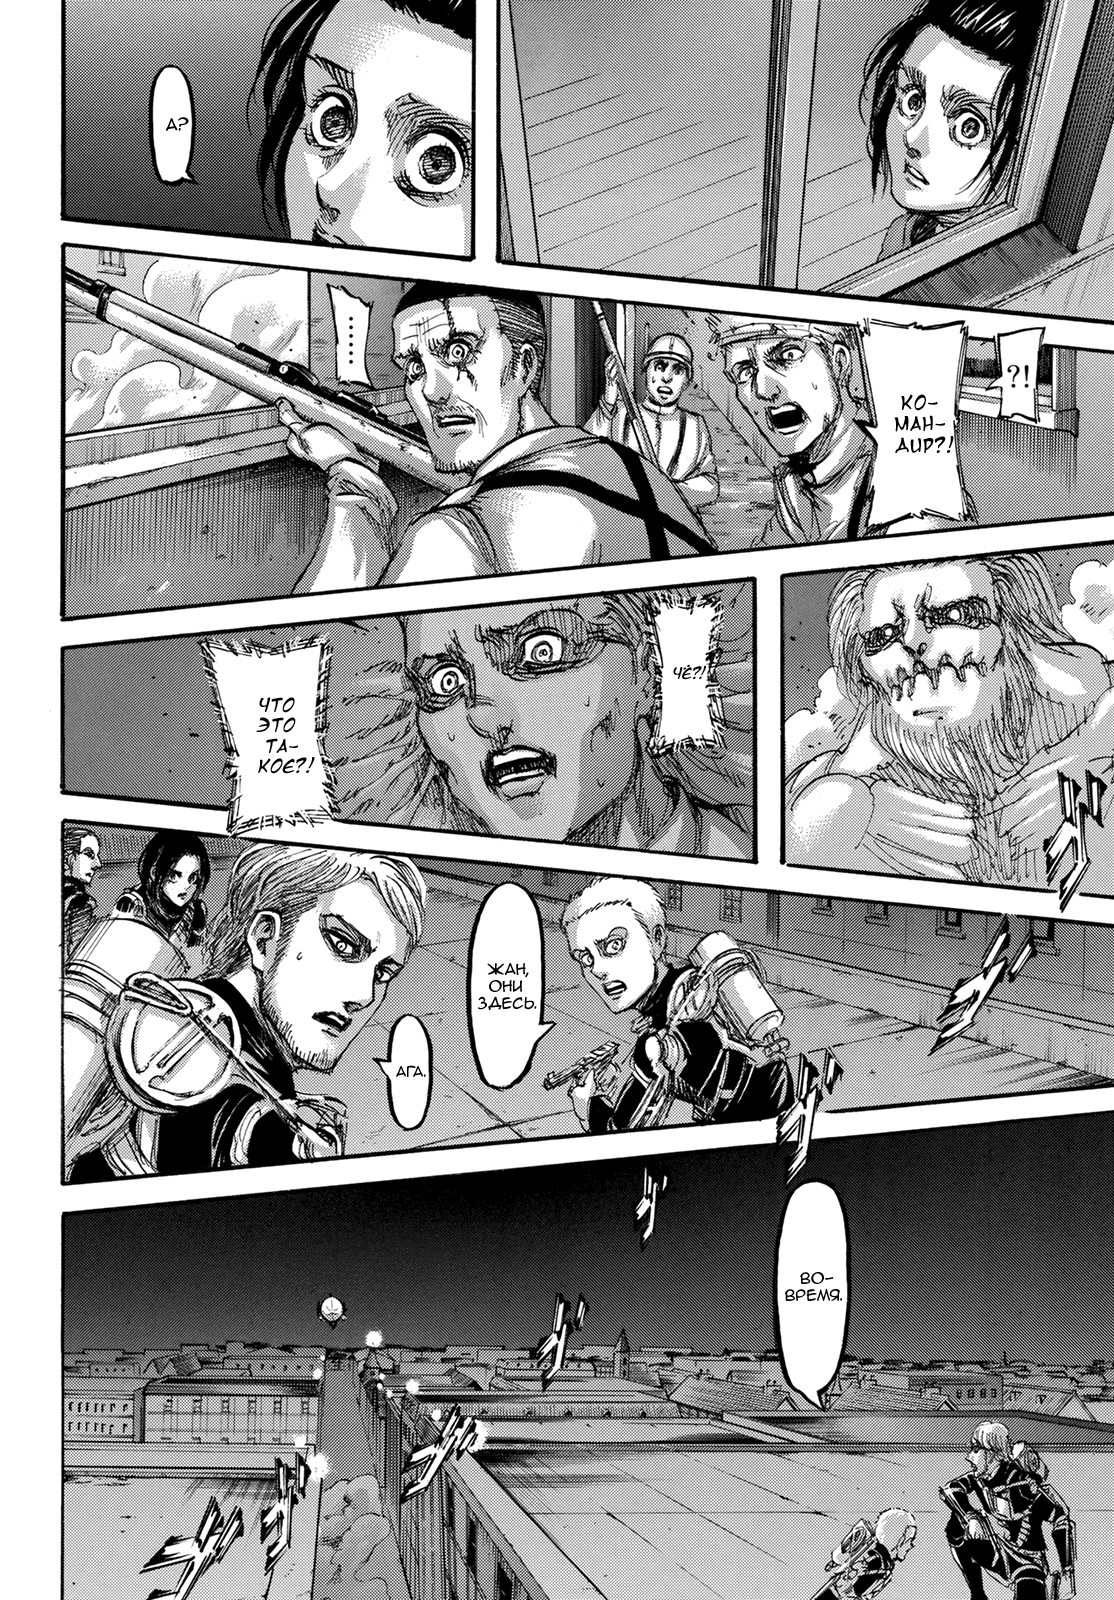 А?
?!
КО-
МАН-
ДИР?!
......
ЧЁ?!
ЧТО
ЭТО
ТА-
КОЕ?!
ЖАН,
ОНИ
ЗДЕСЬ.
АГА.
ВО-
ВРЕМЯ.